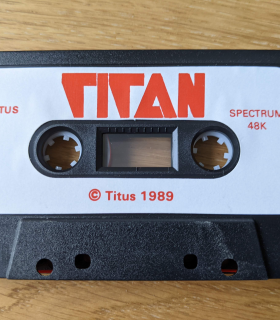 TITAN
TUS
SPECTRUM
48K
© Titus 1989